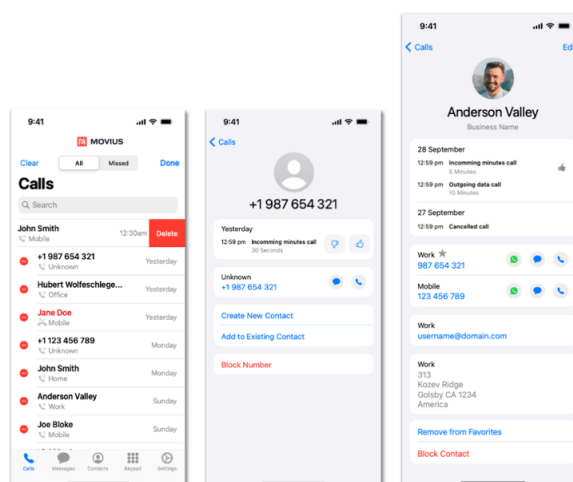 9:41
MOVIUS
Clear
All
Missed
Done
Calls
Search
John Smith
Mobile
12:30am
Delete
+1 987 654 321
Unknown
Yesterday
Hubert Wolfeschlege...
Office
Yesterday
Jane Doe
Mobile
Yesterday
+1 123 456 789
Unknown
Monday
John Smith
Home
Monday
Anderson Valley
Work
Sunday
Joe Bloke
Mobile
Sunday
Calls
Messages
Contacts
Keypad
Settings
9:41
Calls
+1 987 654 321
Yesterday
12:59 pm Incomming minutes call
30 Seconds
Unknown
+1 987 654 321
Create New Contact
Add to Existing Contact
Block Number
9:41
Calls
Ed
Anderson Valley
Business Name
28 September
12:59 pm Incomming minutes call
5 Minutes
12:59 pm Outgoing data call
10 Minutes
27 September
12:59 pm Cancelled call
Work
987 654 321
Mobile
123 456 789
Work
username@domain.com
Work
313
Kozev Ridge
Golsby CA 1234
America
Remove from Favorites
Block Contact